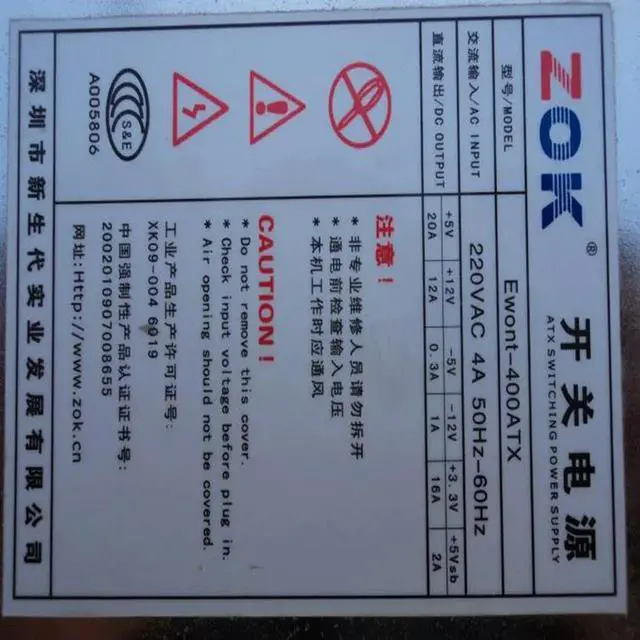 ZOK®
开关电源
ATX SWITCHING POWER SUPPLY
型号/MODEL Ewont-400ATX
交流输入/AC INPUT 220VAC 4A 50Hz-60Hz
直流输出/DC OUTPUT +5V +12V -5V -12V +3.3V +5Vsb
20A 12A 0.3A 1A 16A 2A
注意!
* 非专业维修人员请勿拆开
* 通电前检查输入电压
* 本机工作时应通风
CAUTION!
* Do not remove this cover.
* Check input voltage before plug in.
* Air opening should not be covered.
S&E
A005806
工业产品生产许可证号:
XK09-004 6019
中国强制性产品认证证书号:
2002010907008655
网址:Http://www.zok.cn
深圳市新生代实业发展有限公司